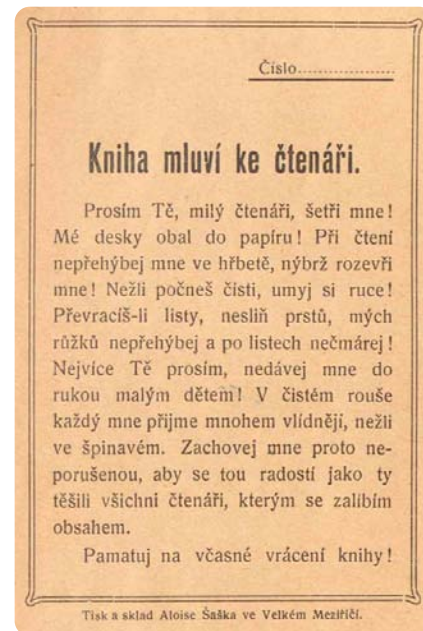 Číslo..................
Kniha mluví ke čtenáři.
Prosím Tě, milý čtenáři, šetři mne!
Mé desky obal do papíru! Při čtení
nepřehýbej mne ve hřbetě, nýbrž rozevři
mne! Nežli počneš čísti, umyj si ruce!
Převracíš-li listy, nesliň prstů, mých
růžků nepřehýbej a po listech nečmárej!
Nejvíce Tě prosím, nedávej mne do
rukou malým dětem! V čistém rouše
každý mne přijme mnohem vlídněji, nežli
ve špinavém. Zachovej mne proto ne-
porušenou, aby se tou radostí jako ty
těšili všichni čtenáři, kterým se zalíbím
obsahem.
Pamatuj na včasné vrácení knihy!
Tisk a sklad Aloise Šaška ve Velkém Meziříčí.